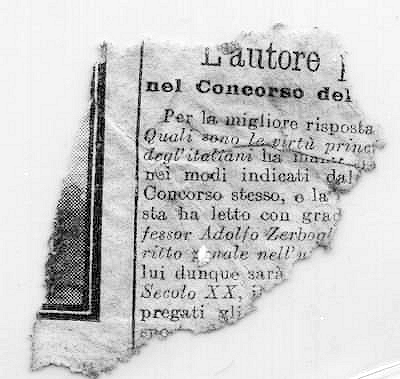 L'autore
nel Concorso del
Per la migliore risposta
Quali sono le virtù princ
degl'italiani ha
nei modi indicati dal
Concorso stesso, e la
sta ha letto con grad
fessor Adolfo Zerbogl
ritto penale nell'u
lui dunque sarà
Secolo XX, i
pregati gli
spo